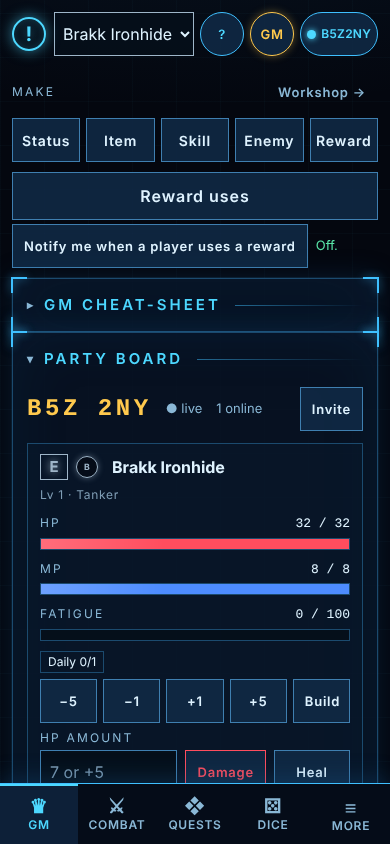 !
Brakk Ironhide
?
GM
B5Z2NY
MAKE
Workshop →
Status
Item
Skill
Enemy
Reward
Reward uses
Notify me when a player uses a reward
Off.
▸ GM CHEAT-SHEET
▾ PARTY BOARD
B5Z 2NY
live
1 online
Invite
E
B
Brakk Ironhide
Lv 1 · Tanker
HP 32 / 32
MP 8 / 8
FATIGUE 0 / 100
Daily 0/1
−5
−1
+1
+5
Build
HP AMOUNT
7 or +5
Damage
Heal
GM
COMBAT
QUESTS
DICE
MORE